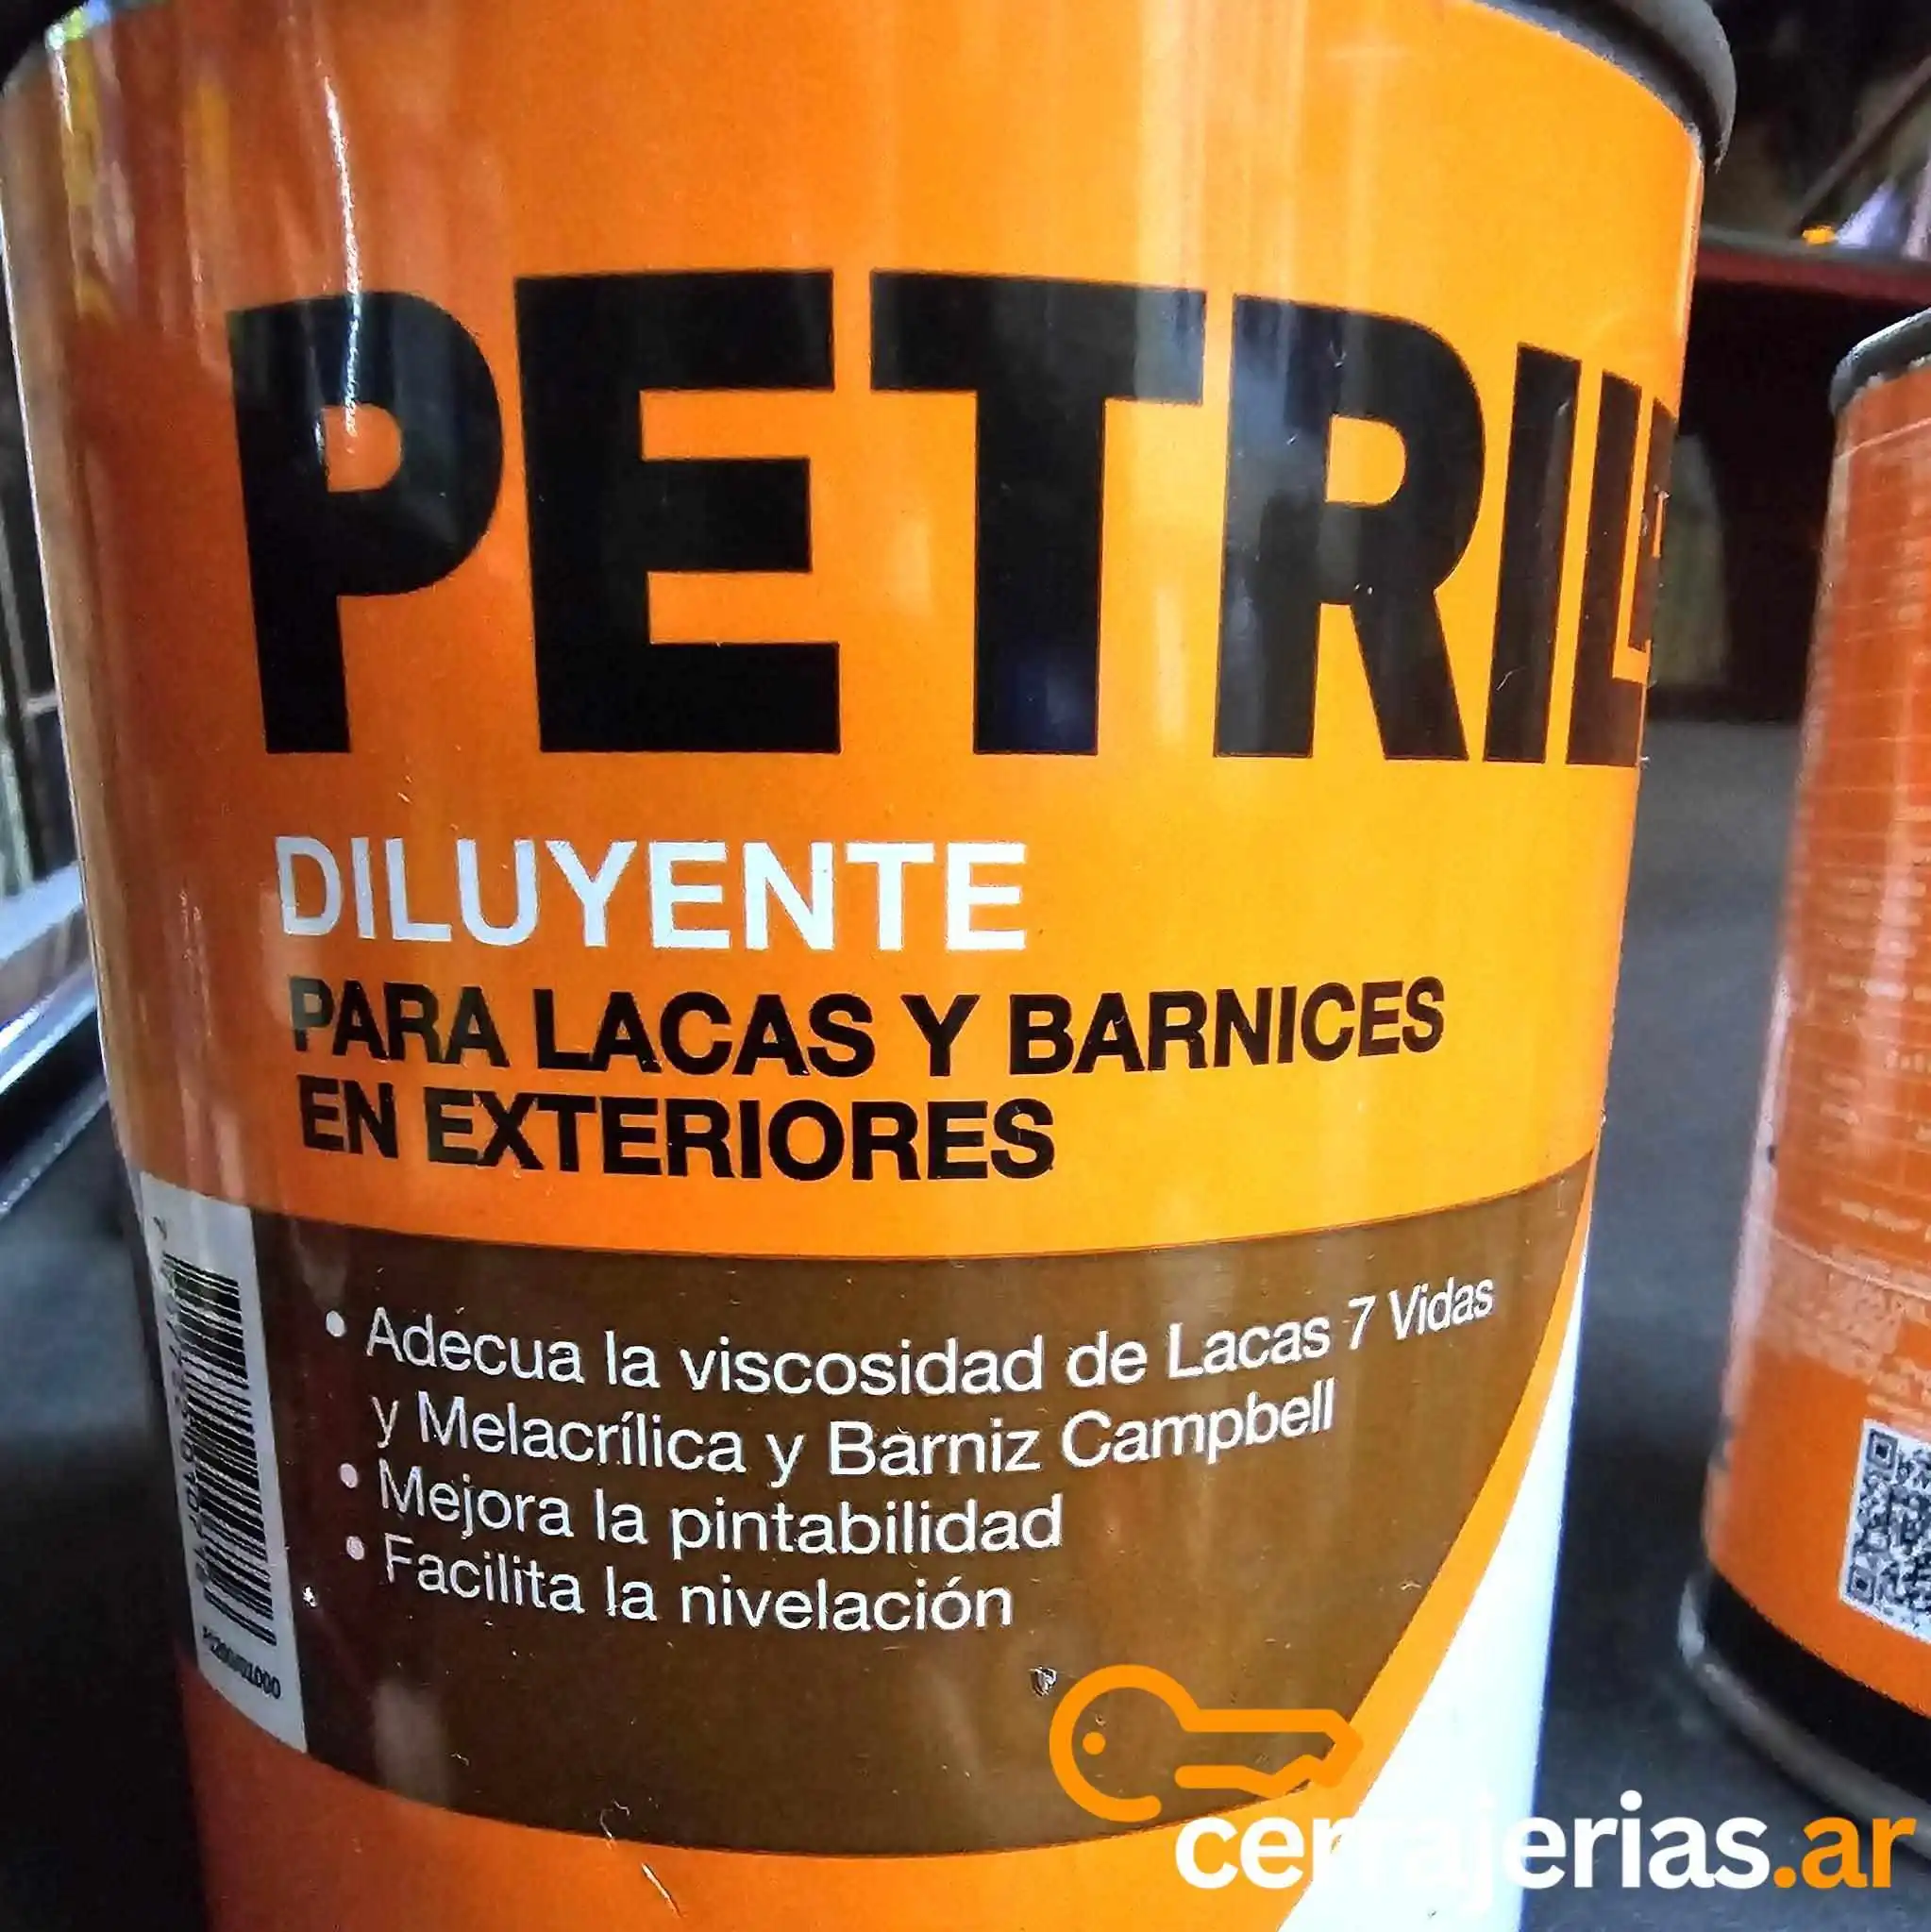 PETRIL
DILUYENTE
PARA LACAS Y BARNICES
EN EXTERIORES
• Adecua la viscosidad de Lacas 7 Vidas
y Melacrílica y Barniz Campbell
• Mejora la pintabilidad
• Facilita la nivelación
cerrajerias.ar